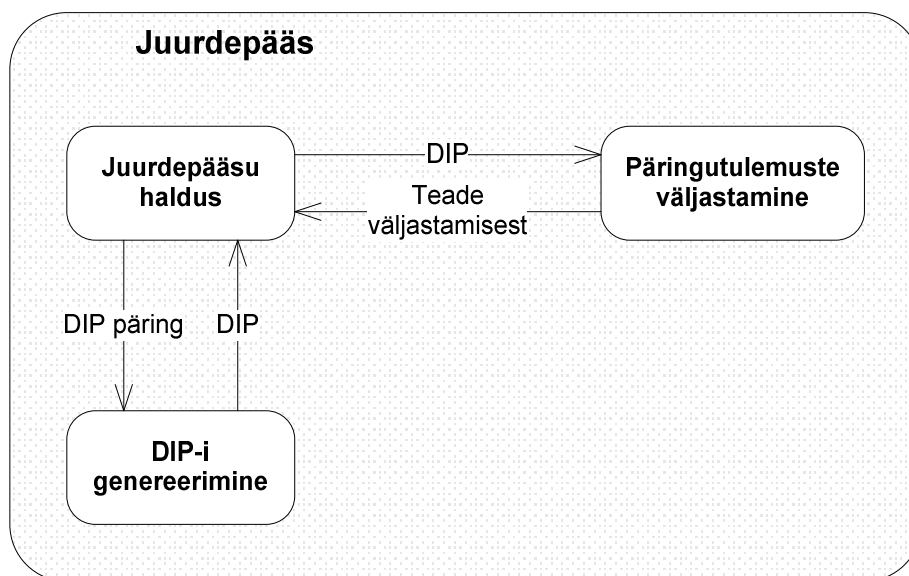 Juurdepääs
Juurdepääsu
haldus
DIP
Päringutulemuste
väljastamine
Teade
väljastamisest
DIP päring
DIP
DIP-i
genereerimine